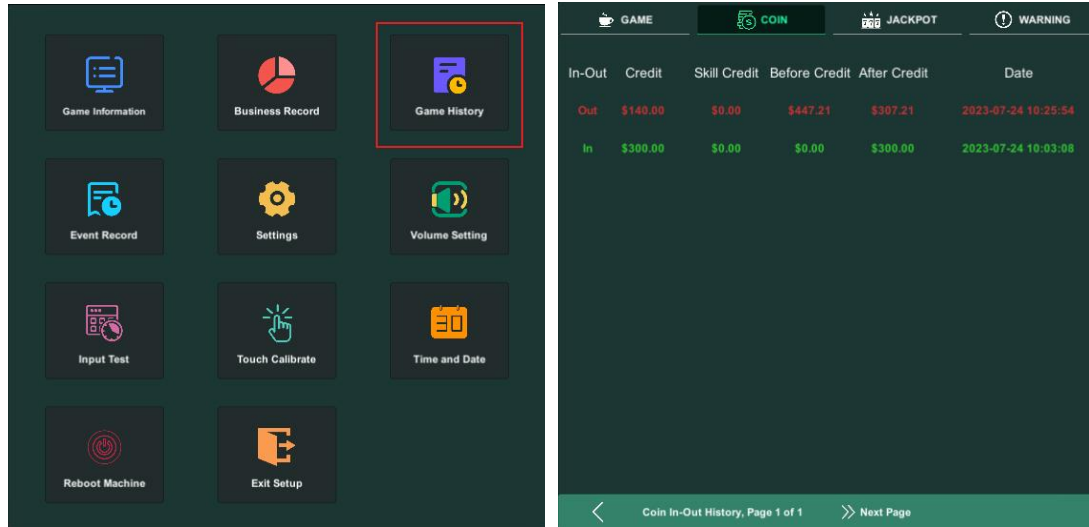 Game Information
Business Record
Game History
Event Record
Settings
Volume Setting
Input Test
Touch Calibrate
30
Time and Date
Reboot Machine
Exit Setup
GAME
COIN
777 JACKPOT
WARNING
In-Out Credit Skill Credit Before Credit After Credit Date
Out $140.00 $0.00 $447.21 $307.21 2023-07-24 10:25:54
In $300.00 $0.00 $0.00 $300.00 2023-07-24 10:03:08
Coin In-Out History, Page 1 of 1 Next Page